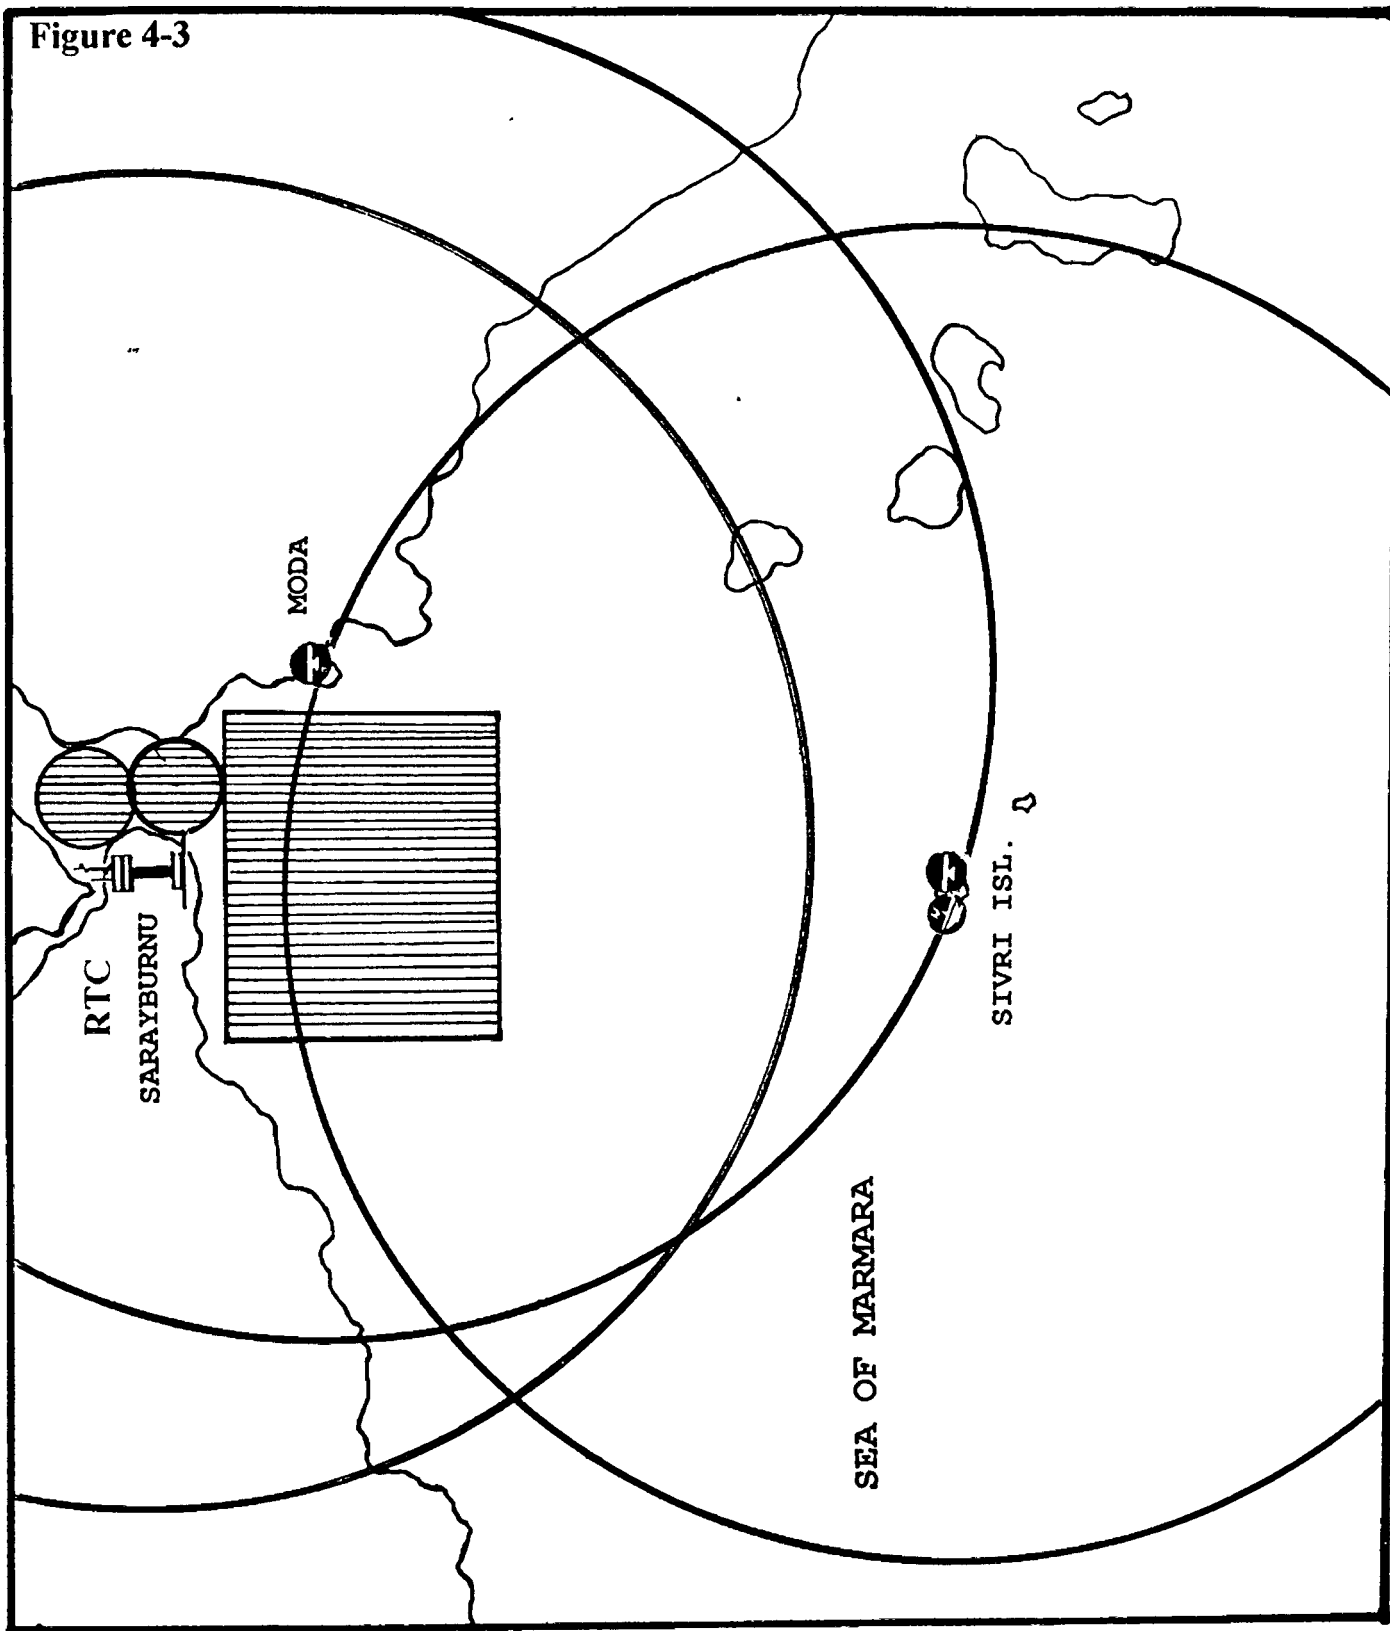 Figure 4-3
MODA
RTC
SARAYBURNU
SIVRI ISL.
SEA OF MARMARA